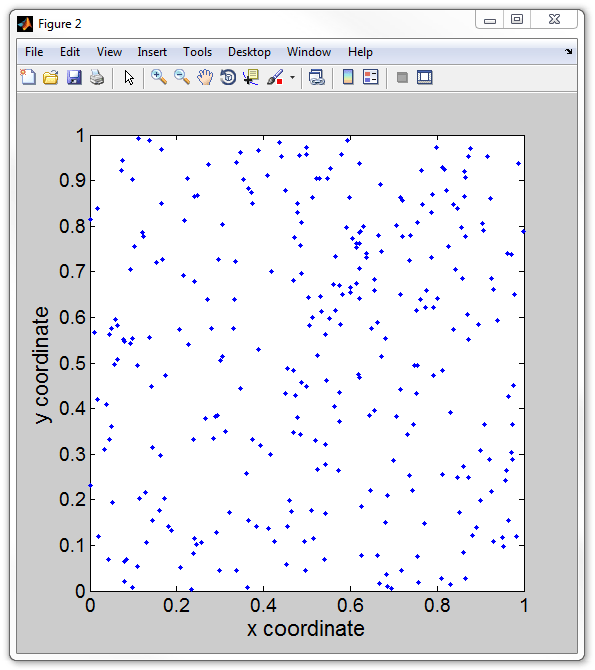 Figure 2
File Edit View Insert Tools Desktop Window Help
1
0.9
0.8
0.7
0.6
0.5
0.4
0.3
0.2
0.1
0
y coordinate
0 0.2 0.4 0.6 0.8 1
x coordinate